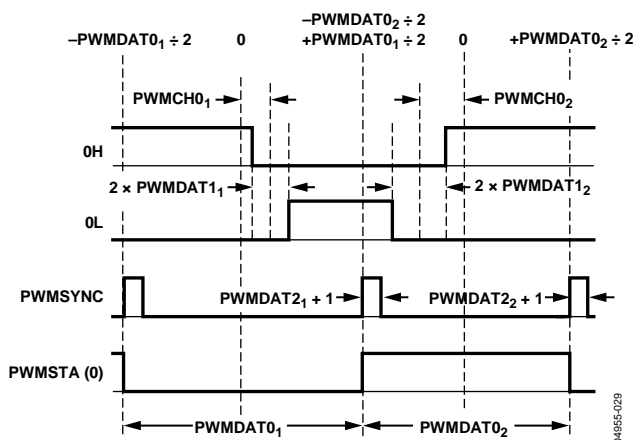 −PWMDAT0₂ ÷ 2
−PWMDAT0₁ ÷ 2 0 +PWMDAT0₁ ÷ 2 0 +PWMDAT0₂ ÷ 2
PWMCH0₁ PWMCH0₂
0H
2 × PWMDAT1₁ 2 × PWMDAT1₂
0L
PWMSYNC PWMDAT2₁ + 1 PWMDAT2₂ + 1
PWMSTA (0)
PWMDAT0₁ PWMDAT0₂
04955-029